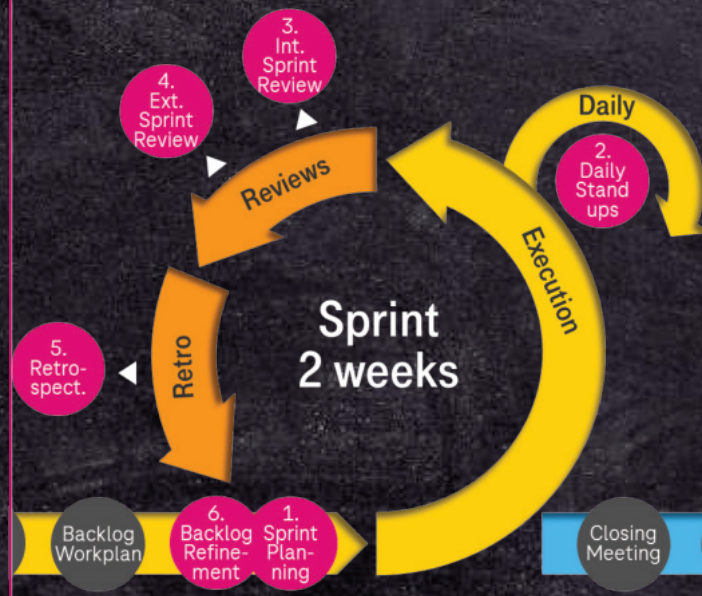 3.
Int.
Sprint
Review
4.
Ext.
Sprint
Review
Daily
2.
Daily
Stand
ups
Reviews
Execution
Sprint
2 weeks
5.
Retro-
spect.
Retro
Backlog
Workplan
6.
Backlog
Refine-
ment
1.
Sprint
Plan-
ning
Closing
Meeting